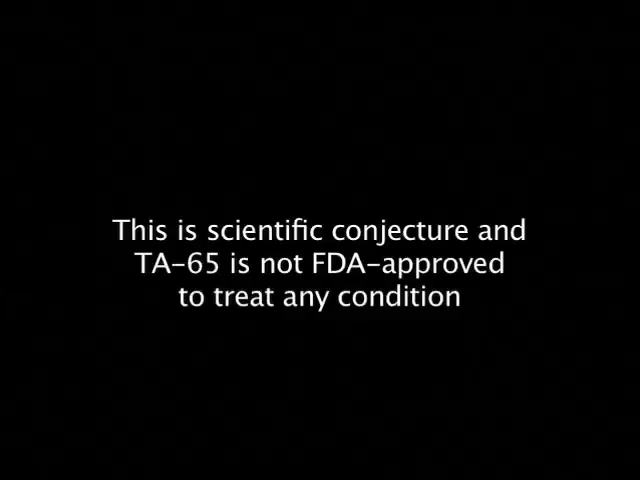 This is scientific conjecture and
TA-65 is not FDA-approved
to treat any condition